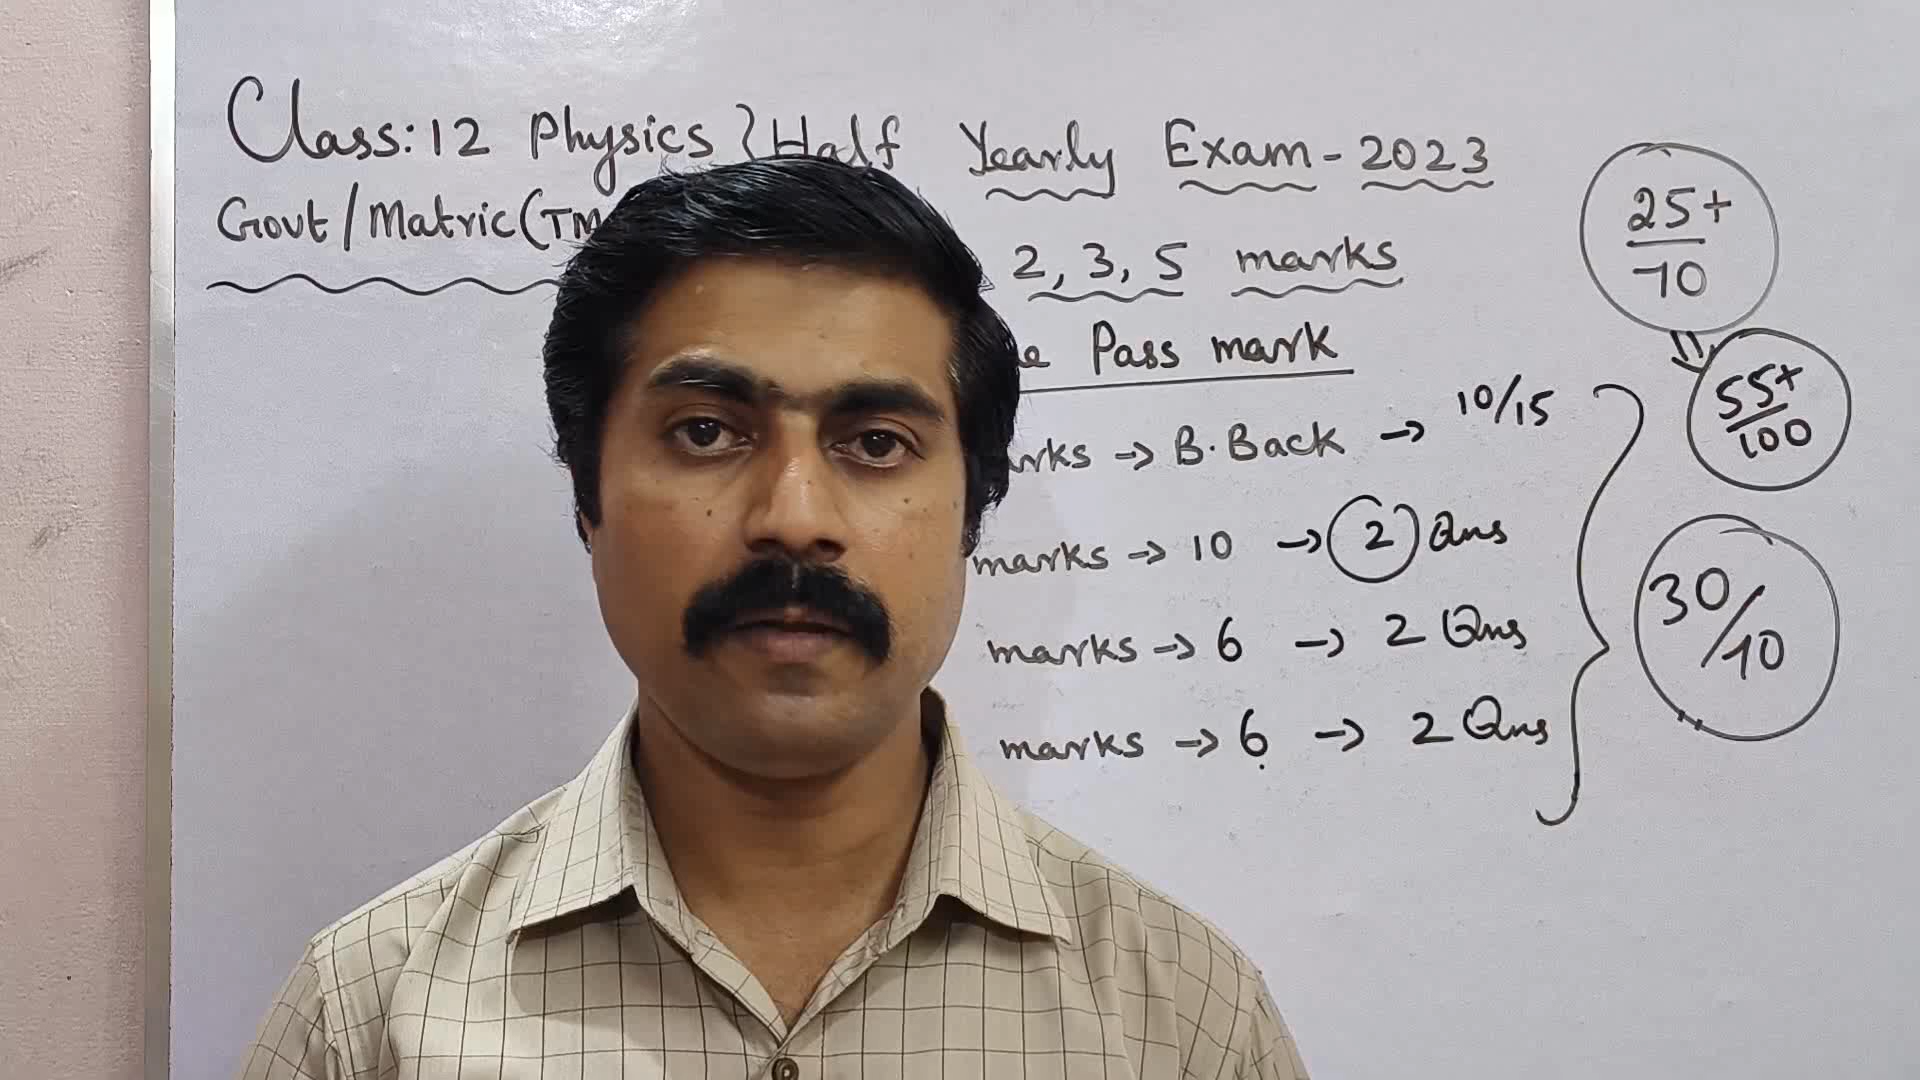 Class:12 Physics } Half Yearly Exam - 2023
Govt/Matric(TM
2, 3, 5 marks
Pass mark
→ B.Back → 10/15
marks → 10 → 2 Qns
marks → 6 → 2 Qns
marks → 6 → 2 Qns
25+
70
55+
100
30/70